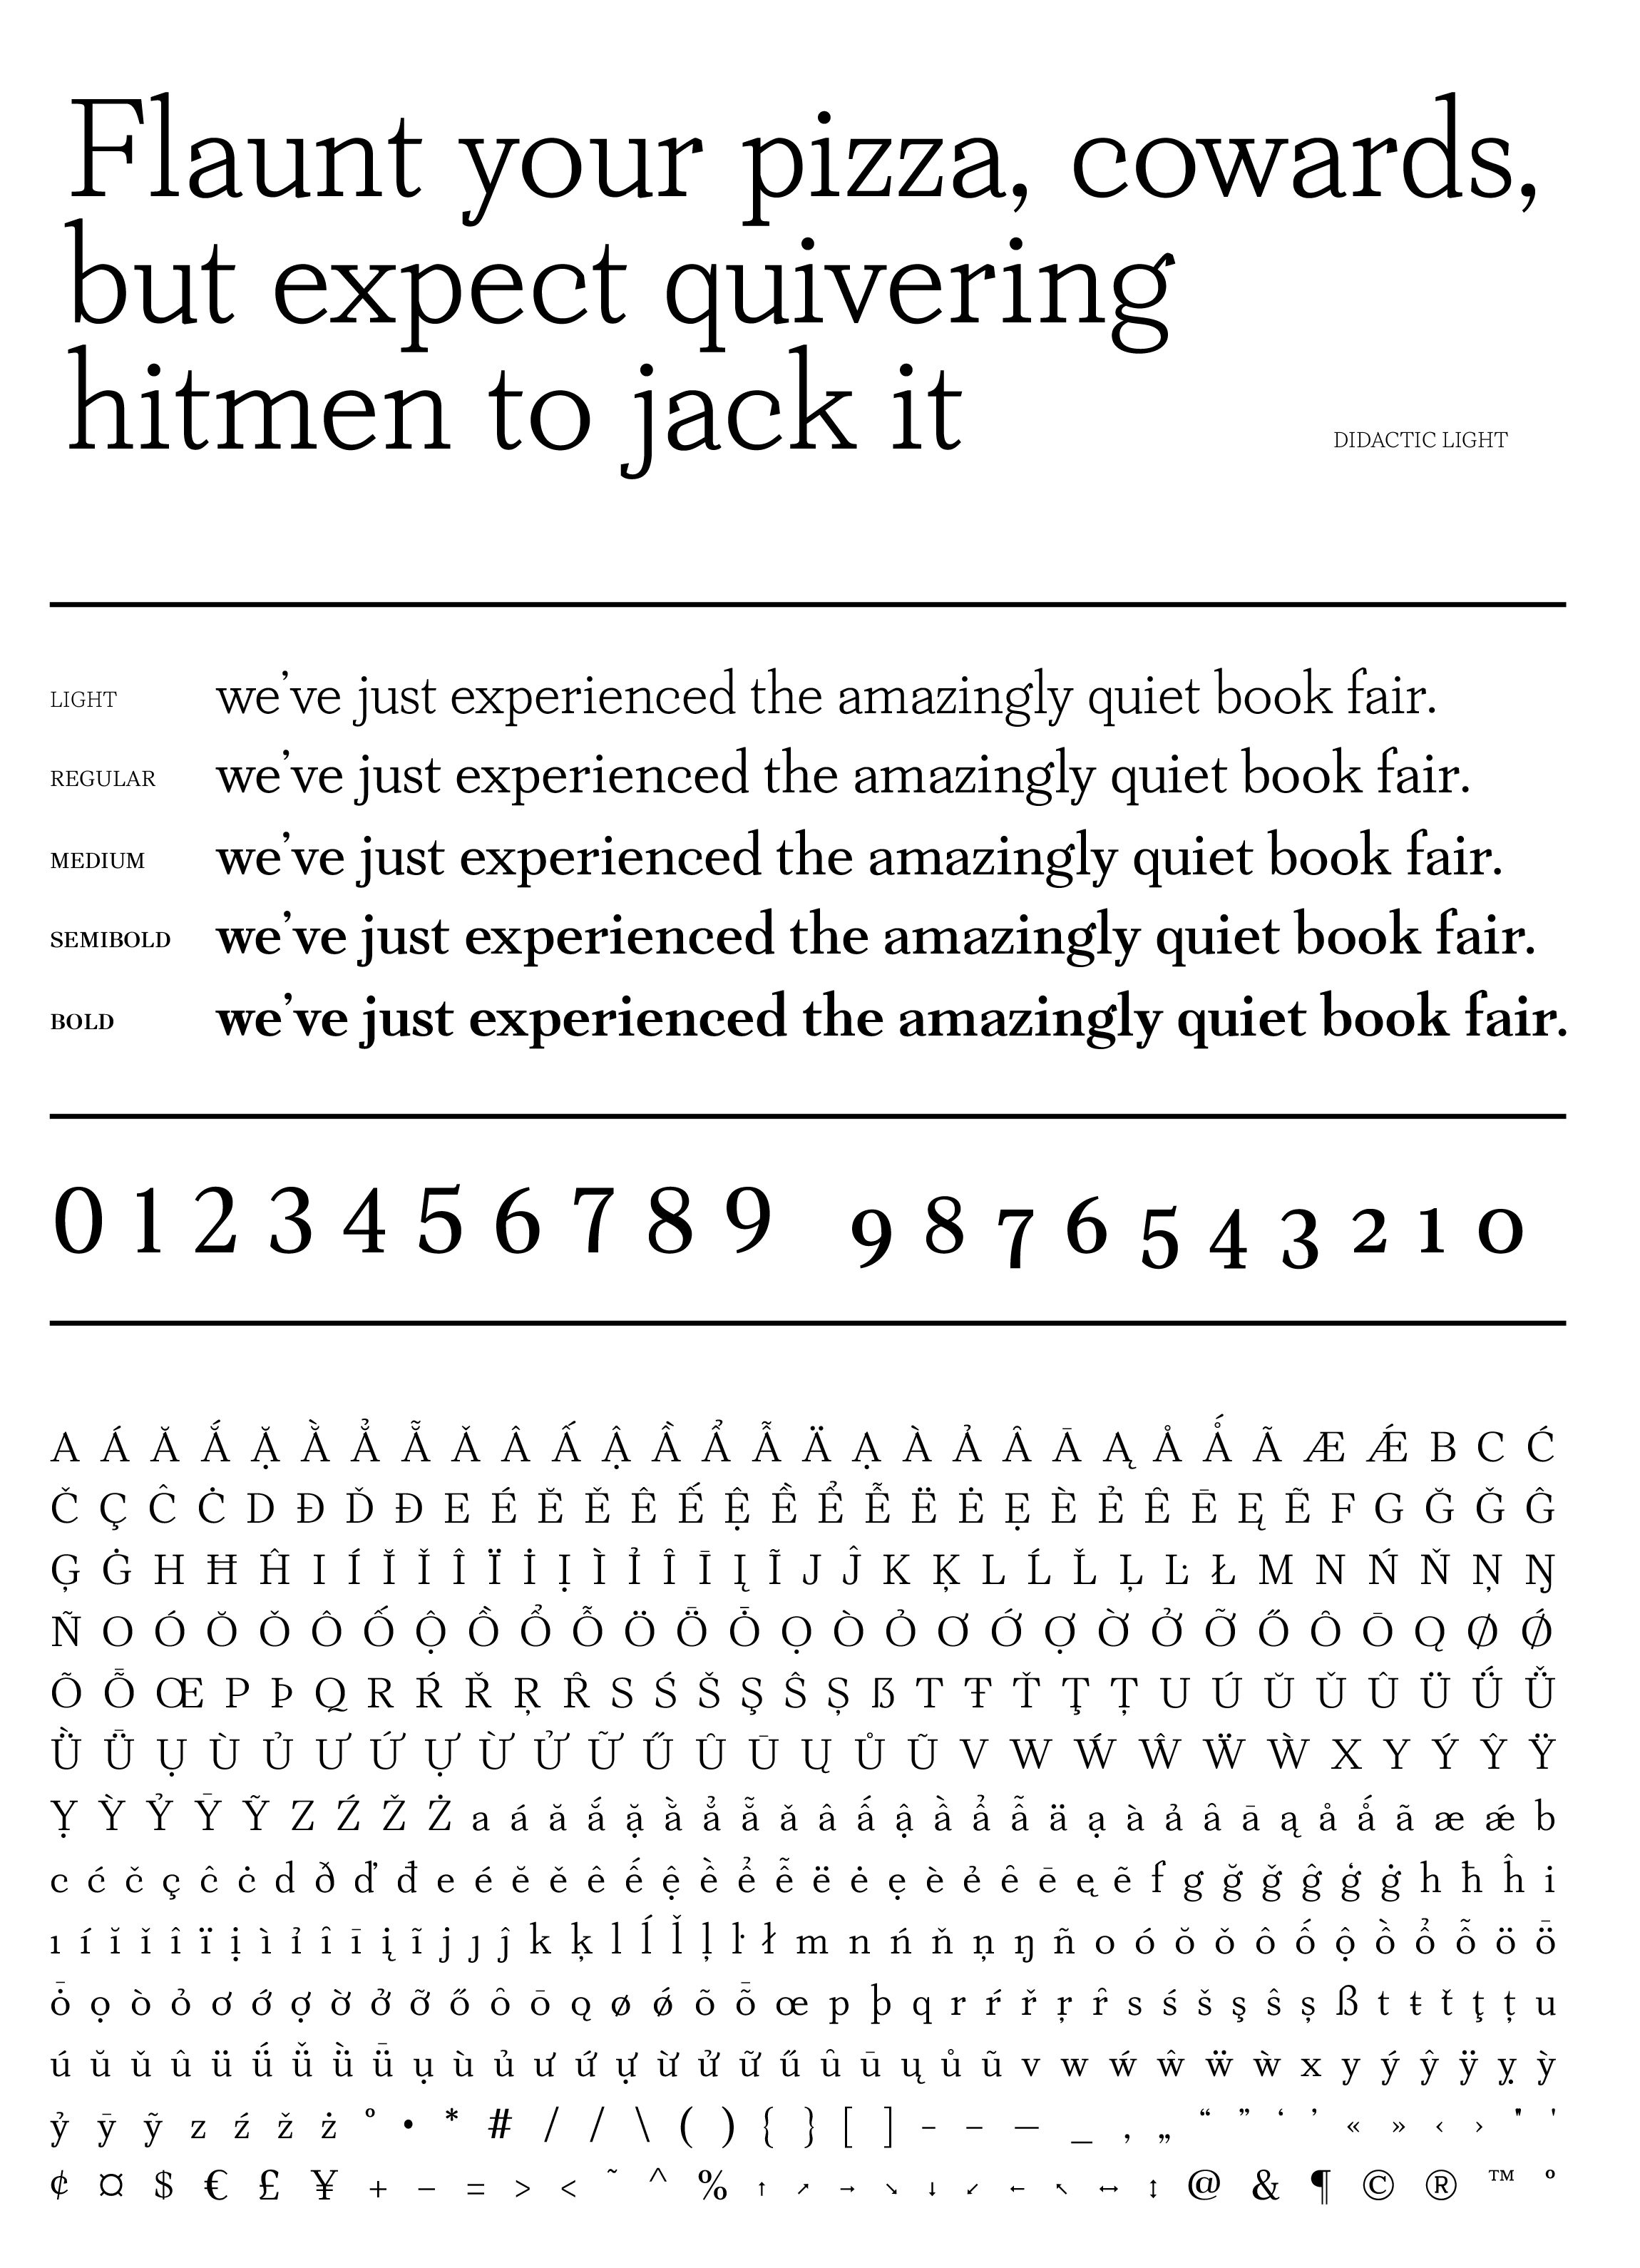 Flaunt your pizza, cowards,
but expect quivering
hitmen to jack it
DIDACTIC LIGHT
LIGHT we’ve just experienced the amazingly quiet book fair.
REGULAR we’ve just experienced the amazingly quiet book fair.
MEDIUM we’ve just experienced the amazingly quiet book fair.
SEMIBOLD we’ve just experienced the amazingly quiet book fair.
BOLD we’ve just experienced the amazingly quiet book fair.
0 1 2 3 4 5 6 7 8 9 9 8 7 6 5 4 3 2 1 0
A Á Ă Ắ Ặ Ằ Ẳ Ẵ Ǎ Â Ấ Ậ Ầ Ẩ Ẫ Ä Ạ À Ả Ȃ Ā Ą Å Ǻ Ã Æ Ǽ B C Ć
Č Ç Ĉ Ċ D Ð Ď Đ E É Ĕ Ě Ê Ế Ệ Ề Ể Ễ Ë Ė Ẹ È Ẻ Ȇ Ē Ę Ẽ F G Ğ Ǧ Ĝ
Ģ Ġ H Ħ Ĥ I Í Ĭ Ǐ Î Ï İ Ị Ì Ỉ Ȋ Ī Į Ĩ J Ĵ K Ķ L Ĺ Ľ Ļ Ŀ Ł M N Ń Ň Ņ Ŋ
Ñ O Ó Ŏ Ǒ Ô Ố Ộ Ồ Ổ Ỗ Ö Ȫ Ȱ Ọ Ò Ỏ Ơ Ớ Ợ Ờ Ở Ỡ Ő Ȏ Ō Ǫ Ø Ǿ
Õ Ȭ Œ P Þ Q R Ŕ Ř Ŗ Ȓ S Ś Š Ş Ŝ Ș ẞ T Ŧ Ť Ţ Ț U Ú Ŭ Ǔ Û Ü Ǘ Ǚ
Ǜ Ǖ Ụ Ù Ủ Ư Ứ Ự Ừ Ử Ữ Ű Ȗ Ū Ų Ů Ũ V W Ẃ Ŵ Ẅ Ẁ X Y Ý Ŷ Ÿ
Ỵ Ỳ Ỷ Ȳ Ỹ Z Ź Ž Ż a á ă ắ ặ ằ ẳ ẵ ǎ â ấ ậ ầ ẩ ẫ ä ạ à ả ȃ ā ą å ǻ ã æ ǽ b
c ć č ç ĉ ċ d ð ď đ e é ĕ ě ê ế ệ ề ể ễ ë ė ẹ è ẻ ȇ ē ę ẽ f g ğ ǧ ĝ ģ ġ h ħ ĥ i
ı í ĭ ǐ î ï ị ì ỉ ȋ ī į ĩ j ȷ ĵ k ķ l ĺ ľ ļ ŀ ł m n ń ň ņ ŋ ñ o ó ŏ ǒ ô ố ộ ồ ổ ỗ ö ȫ
ȱ ọ ò ỏ ơ ớ ợ ờ ở ỡ ő ȏ ō ǫ ø ǿ õ ȭ œ p þ q r ŕ ř ŗ ȓ s ś š ş ŝ ș ß t ŧ ť ţ ț u
ú ŭ ǔ û ü ǘ ǚ ǜ ǖ ụ ù ủ ư ứ ự ừ ử ữ ű ȗ ū ų ů ũ v w ẃ ŵ ẅ ẁ x y ý ŷ ÿ ỵ ỳ
ỷ ȳ ỹ z ź ž ż º • * # / / \ ( ) { } [ ] - – — _ ‚ „ “ ” ‘ ’ « » ‹ › " '
¢ ¤ $ € £ ¥ + − = > < ~ ^ % ↑ ↗ → ↘ ↓ ↙ ← ↖ ↔ ↕ @ & ¶ © ® ™ º